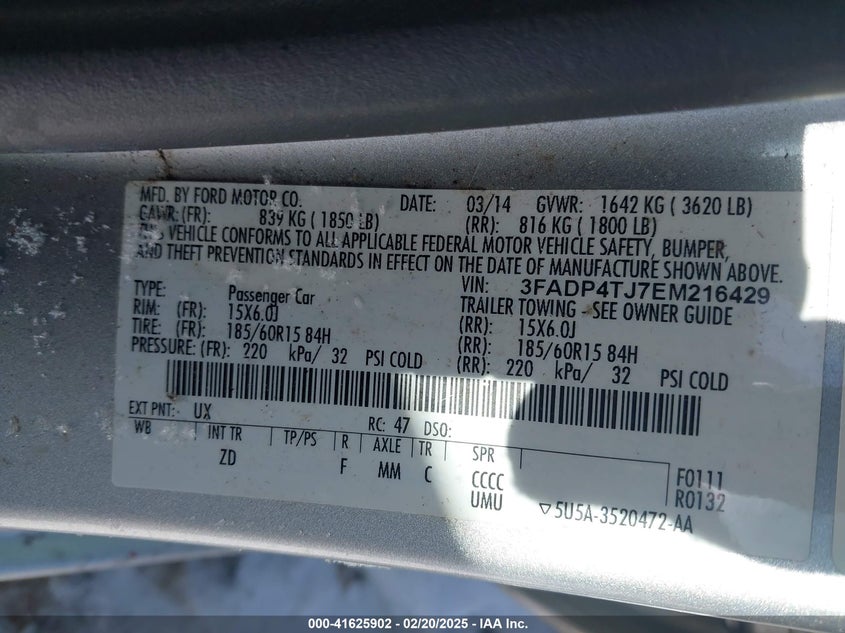 MFD. BY FORD MOTOR CO. DATE: 03/14 GVWR: 1642 KG ( 3620 LB)
GAWR:(FR): 839 KG ( 1850 LB) (RR): 816 KG ( 1800 LB)
THIS VEHICLE CONFORMS TO ALL APPLICABLE FEDERAL MOTOR VEHICLE SAFETY, BUMPER,
AND THEFT PREVENTION STANDARDS IN EFFECT ON THE DATE OF MANUFACTURE SHOWN ABOVE.
VIN: 3FADP4TJ7EM216429
TYPE: Passenger Car TRAILER TOWING - SEE OWNER GUIDE
RIM: (FR): 15X6.0J (RR): 15X6.0J
TIRE: (FR): 185/60R15 84H (RR): 185/60R15 84H
PRESSURE: (FR): 220 kPa/ 32 PSI COLD (RR): 220 kPa/ 32 PSI COLD
EXT PNT: UX RC: 47 DSO:
WB INT TR TP/PS R AXLE TR SPR
ZD F MM C CCCC F0111
UMU R0132
▽5U5A-3520472-AA
000-41625902 - 02/20/2025 - IAA Inc.